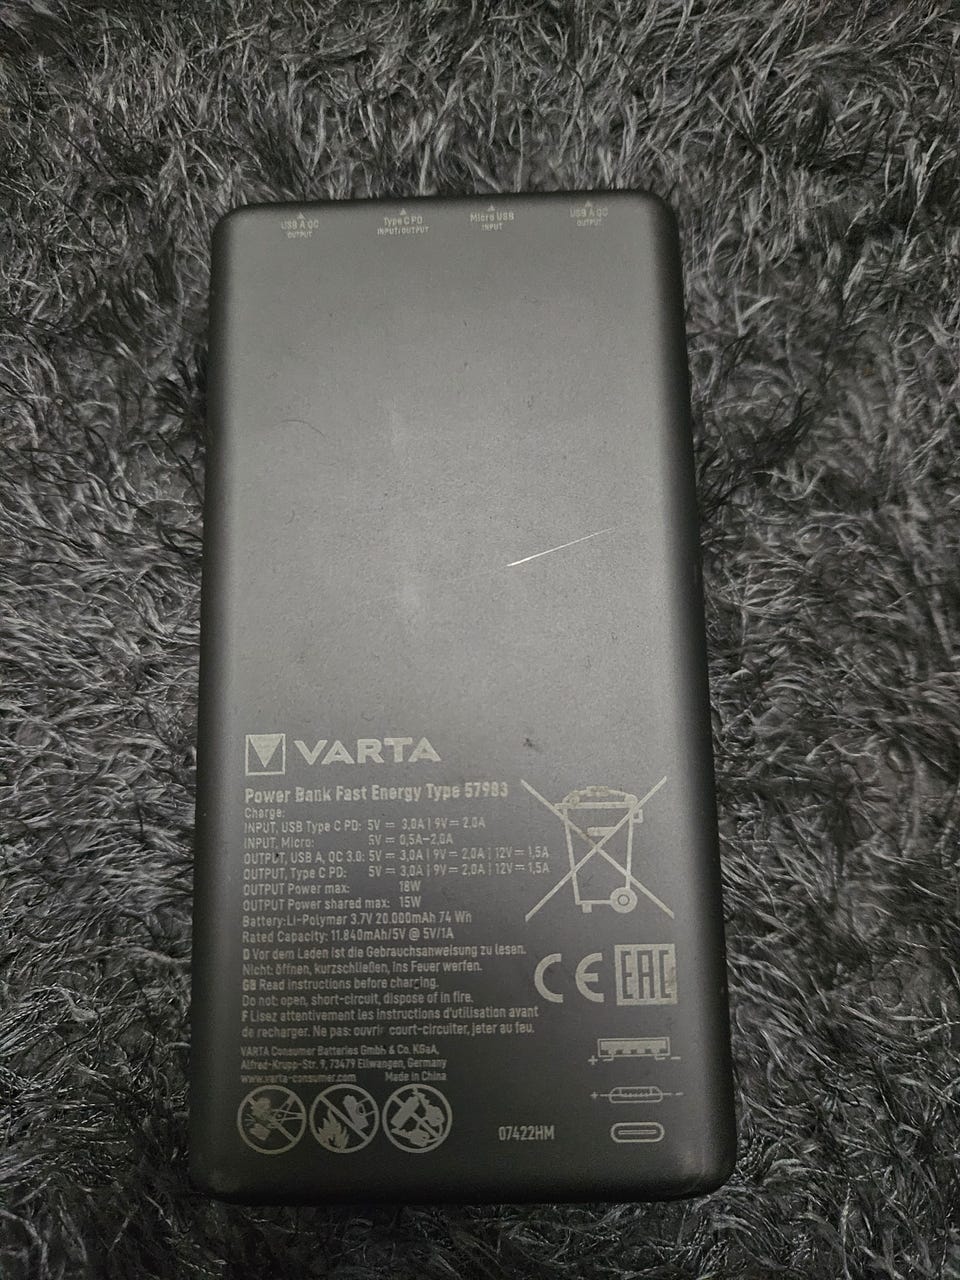 USB A QC
OUTPUT
Type C PD
INPUT/OUTPUT
Micro USB
INPUT
USB A QC
OUTPUT
VARTA
Power Bank Fast Energy Type 57983
Charge:
INPUT, USB Type C PD: 5V = 3,0A | 9V = 2.0A
INPUT, Micro: 5V = 0,5A-2,0A
OUTPUT, USB A, QC 3.0: 5V = 3,0A | 9V = 2.0A | 12V = 1,5A
OUTPUT, Type C PD: 5V = 3,0A | 9V = 2.0A | 12V = 1,5A
OUTPUT Power max: 18W
OUTPUT Power shared max: 15W
Battery:Li-Polymer 3.7V 20.000mAh 74 Wh
Rated Capacity: 11.840mAh/5V @ 5V/1A
D Vor dem Laden ist die Gebrauchsanweisung zu lesen.
Nicht: öffnen, kurzschließen, ins Feuer werfen.
GB Read instructions before charging.
Do not: open, short-circuit, dispose of in fire.
F Lisez attentivement les instructions d'utilisation avant
de recharger. Ne pas: ouvrir court-circuiter, jeter au feu.
VARTA Consumer Batteries GmbH & Co. KGaA,
Alfred-Krupp-Str. 9, 73479 Ellwangen, Germany
www.varta-consumer.com Made in China
CE EAC
07422HM